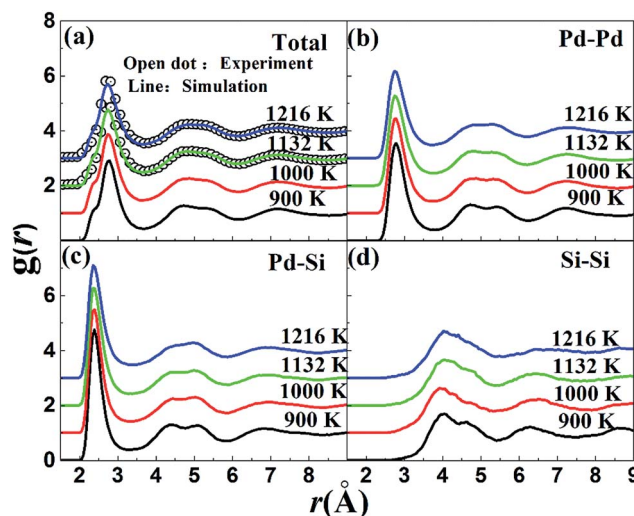 8
(a) Total
Open dot : Experiment
Line: Simulation
1216 K
1132 K
1000 K
900 K
6
4
2
(b) Pd-Pd
1216 K
1132 K
1000 K
900 K
g(r)
(c) Pd-Si
1216 K
1132 K
1000 K
900 K
6
4
2
0
2 3 4 5 6 7 8
(d) Si-Si
1216 K
1132 K
1000 K
900 K
2 3 4 5 6 7 8 9
r(Å)